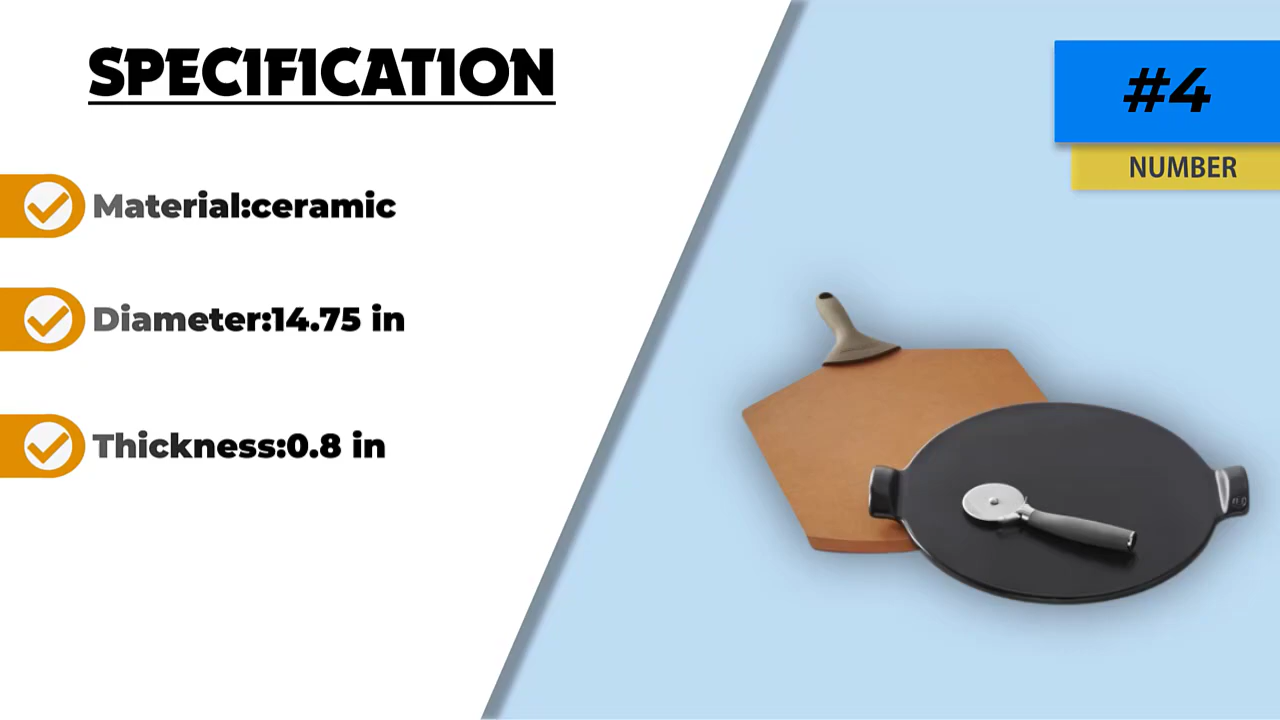 SPECIFICATION
#4
NUMBER
Material:ceramic
Diameter:14.75 in
Thickness:0.8 in